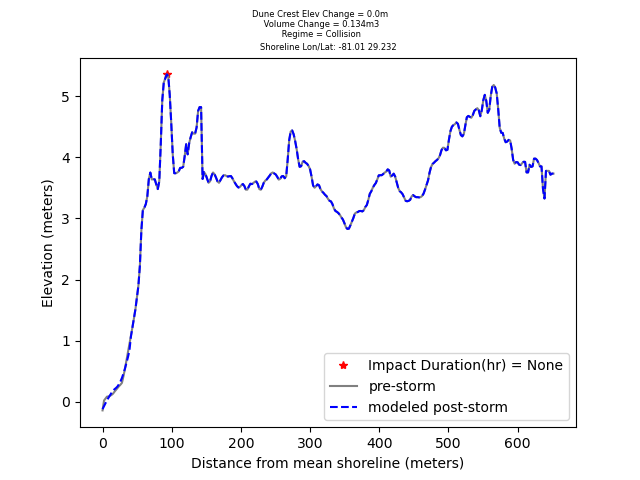 Dune Crest Elev Change = 0.0m
Volume Change = 0.134m3
Regime = Collision
Shoreline Lon/Lat: -81.01 29.232
5
4
3
2
1
0
Elevation (meters)
Impact Duration(hr) = None
pre-storm
modeled post-storm
0 100 200 300 400 500 600
Distance from mean shoreline (meters)